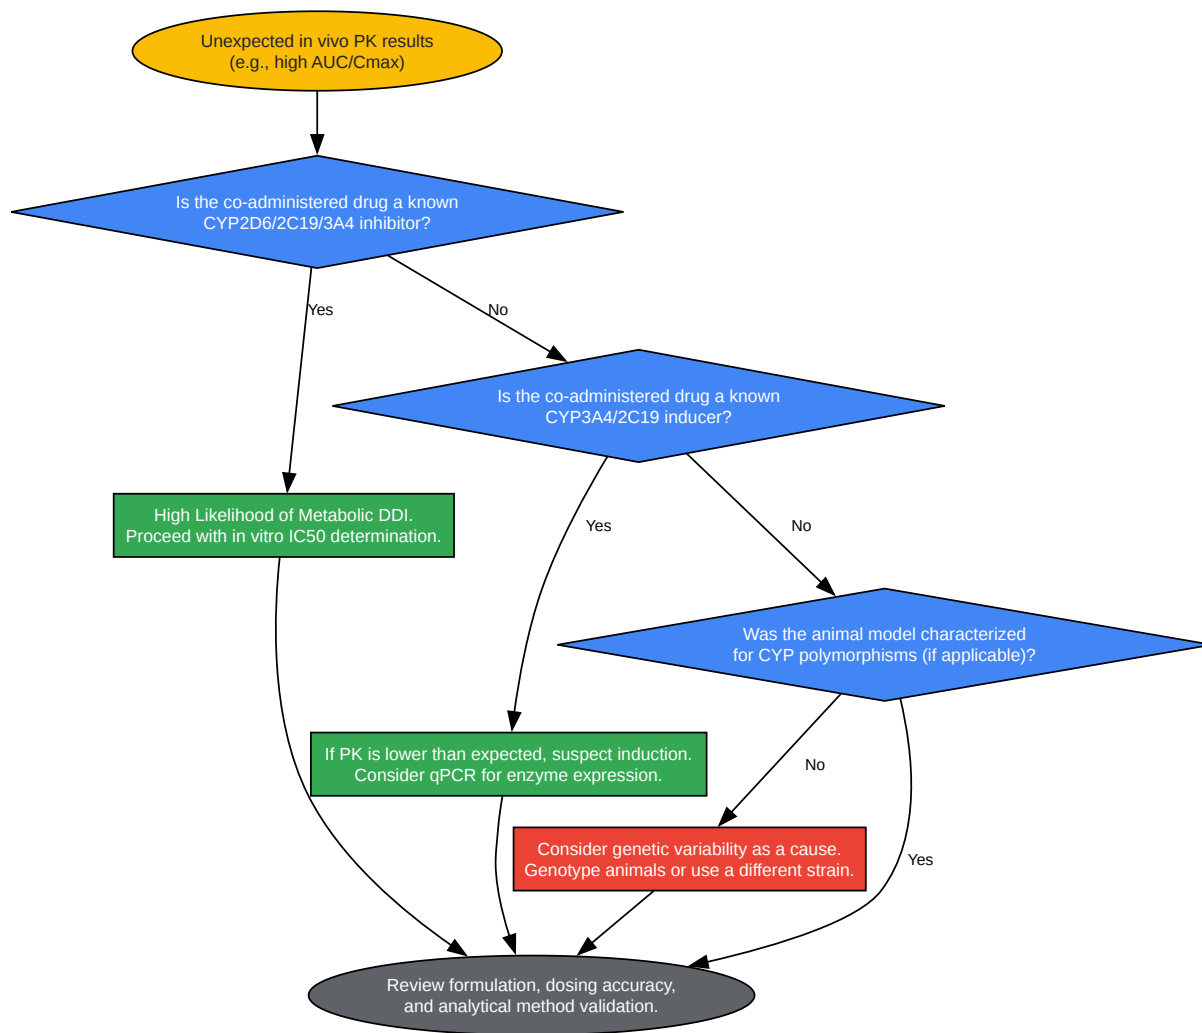 Unexpected in vivo PK results
(e.g., high AUC/Cmax)
Is the co-administered drug a known
CYP2D6/2C19/3A4 inhibitor?
Yes
No
Is the co-administered drug a known
CYP3A4/2C19 inducer?
High Likelihood of Metabolic DDI.
Proceed with in vitro IC50 determination.
Yes
No
Was the animal model characterized
for CYP polymorphisms (if applicable)?
If PK is lower than expected, suspect induction.
Consider qPCR for enzyme expression.
No
Consider genetic variability as a cause.
Genotype animals or use a different strain.
Yes
Review formulation, dosing accuracy,
and analytical method validation.